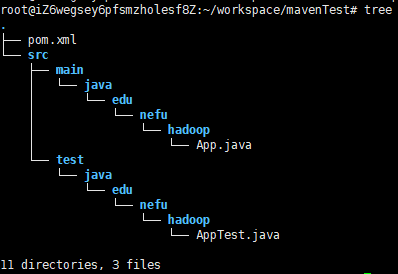 root@iZ6wegsey6pfsmzholesf8Z:~/workspace/mavenTest# tree
.
├── pom.xml
└── src
    ├── main
    │   └── java
    │       └── edu
    │           └── nefu
    │               └── hadoop
    │                   └── App.java
    └── test
        └── java
            └── edu
                └── nefu
                    └── hadoop
                        └── AppTest.java

11 directories, 3 files